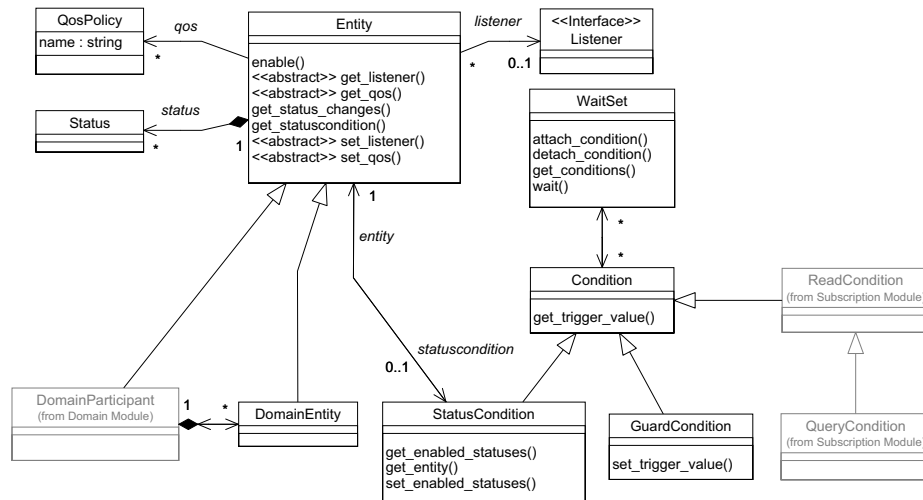 QosPolicy
name : string
qos
*
Entity
enable()
<<abstract>> get_listener()
<<abstract>> get_qos()
get_status_changes()
get_statuscondition()
<<abstract>> set_listener()
<<abstract>> set_qos()
listener
*
0..1
<<Interface>>
Listener
Status
status
*
1
WaitSet
attach_condition()
detach_condition()
get_conditions()
wait()
1
entity
*
*
Condition
get_trigger_value()
ReadCondition
(from Subscription Module)
statuscondition
0..1
DomainParticipant
(from Domain Module)
1
*
DomainEntity
StatusCondition
get_enabled_statuses()
get_entity()
set_enabled_statuses()
GuardCondition
set_trigger_value()
QueryCondition
(from Subscription Module)